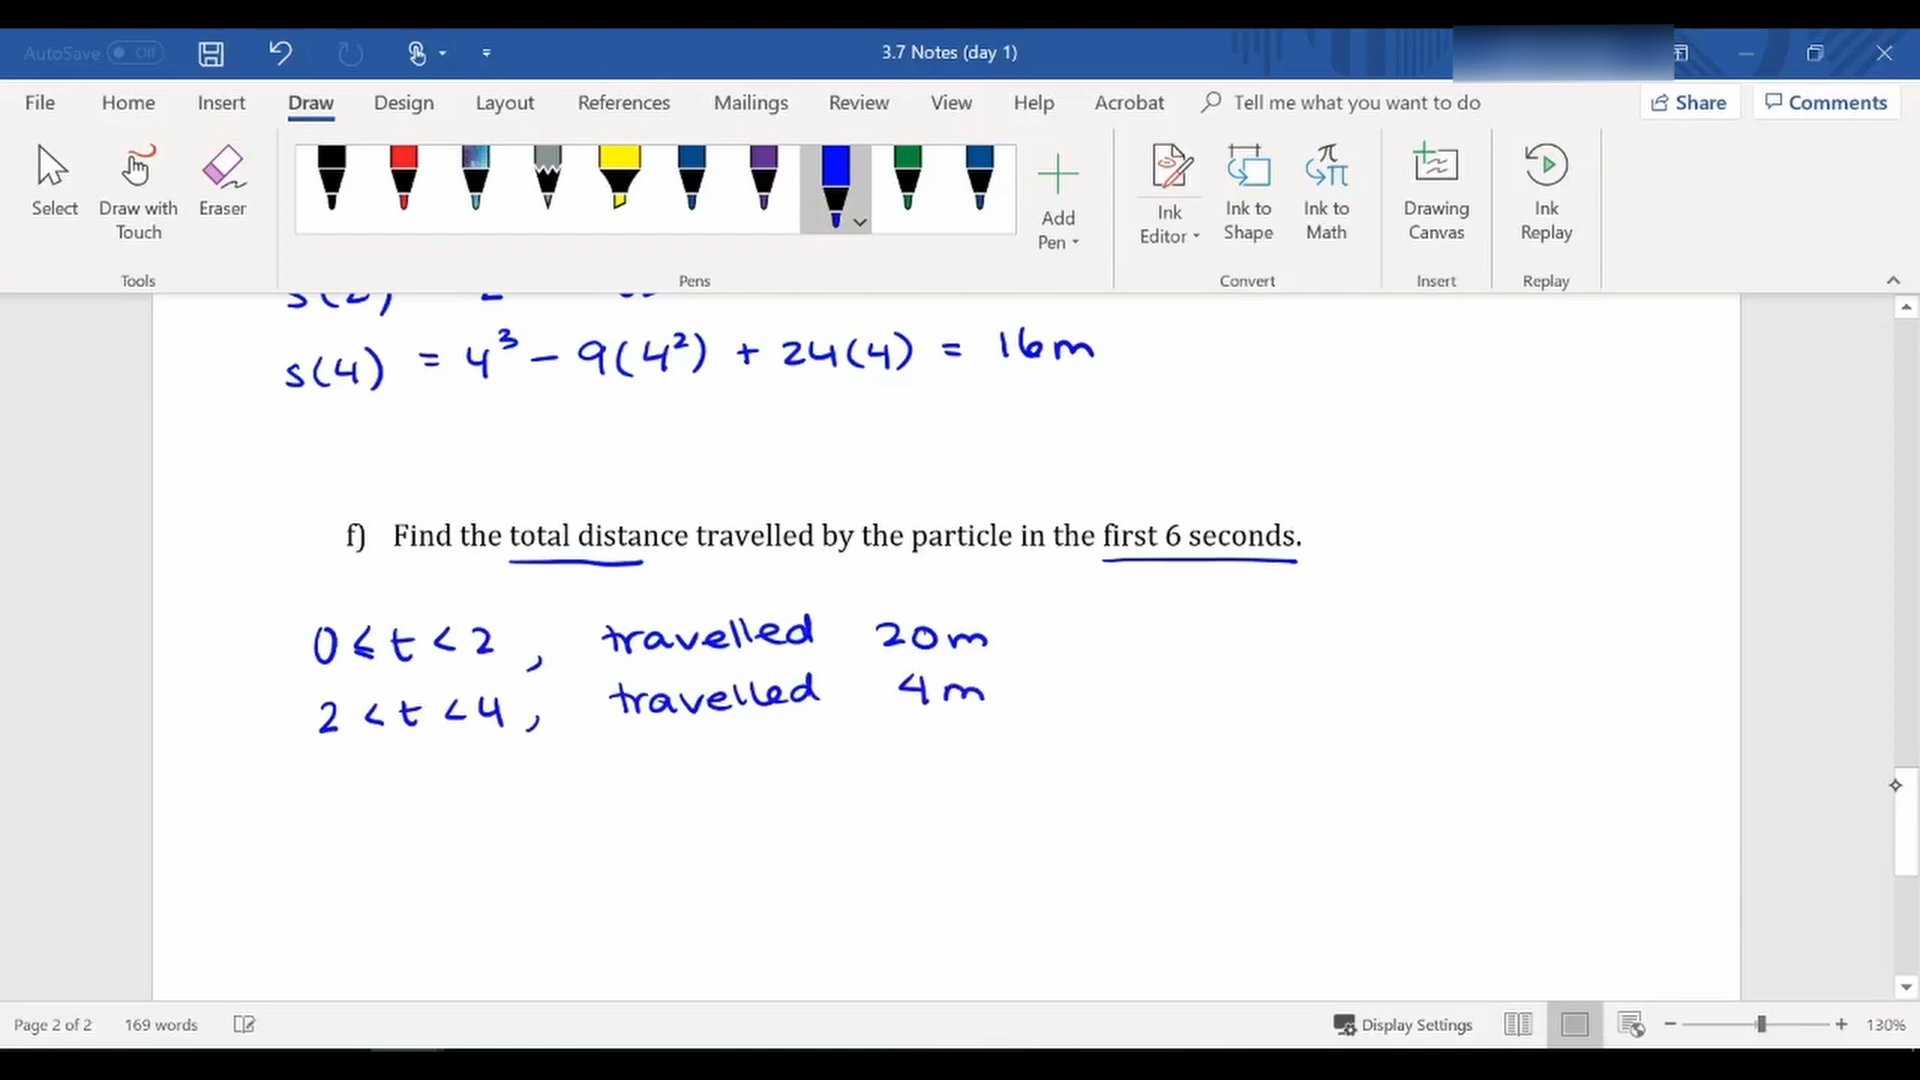 AutoSave Off
3.7 Notes (day 1)
File Home Insert Draw Design Layout References Mailings Review View Help Acrobat Tell me what you want to do Share Comments
Select Draw with Touch Eraser Add Pen Ink Editor Ink to Shape Ink to Math Drawing Canvas Ink Replay
Tools Pens Convert Insert Replay
s(4) = 4³ - 9(4²) + 24(4) = 16m
f) Find the total distance travelled by the particle in the first 6 seconds.
0 ≤ t < 2, travelled 20m
2 < t < 4, travelled 4m
Page 2 of 2 169 words Display Settings 130%